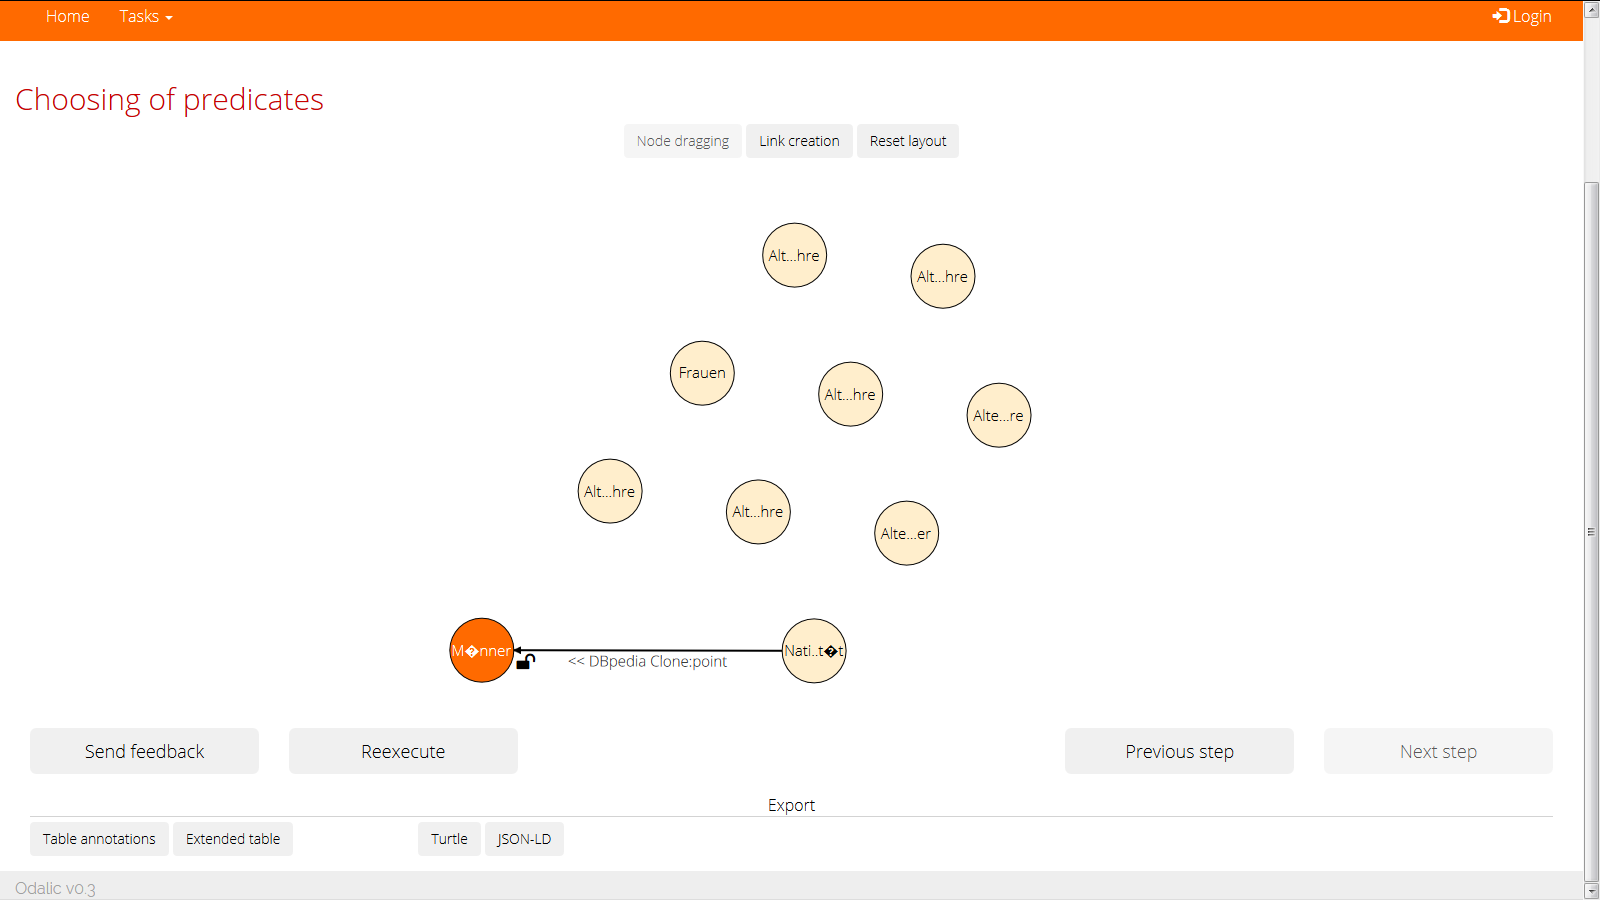 Home Tasks Login
Choosing of predicates
Node dragging Link creation Reset layout
Alt...hre
Alt...hre
Frauen
Alt...hre
Alte...re
Alt...hre
Alt...hre
Alte...er
M�nner
Nati..t�t
<< DBpedia Clone:point
Send feedback Reexecute Previous step Next step
Export
Table annotations Extended table Turtle JSON-LD
Odalic v0.3